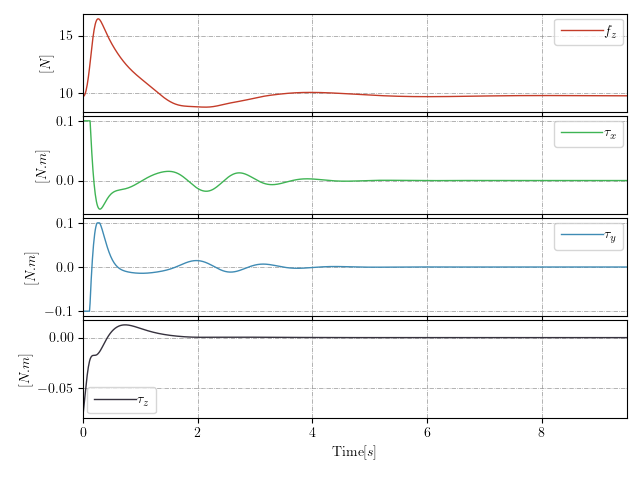 15
10
[N]
f_z
0.1
0.0
[N.m]
τ_x
0.1
0.0
−0.1
[N.m]
τ_y
0.00
−0.05
[N.m]
τ_z
0 2 4 6 8
Time[s]